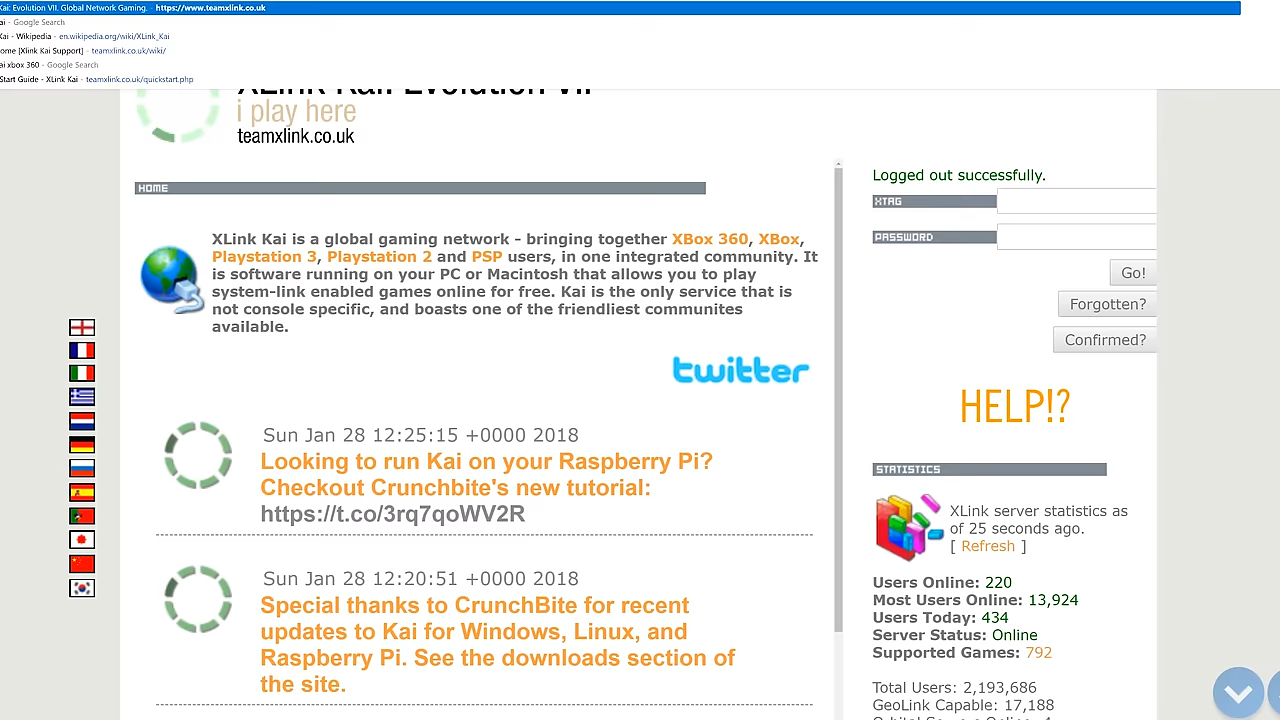 Kai: Evolution VII. Global Network Gaming. - https://www.teamxlink.co.uk
ai - Google Search
Kai - Wikipedia - en.wikipedia.org/wiki/XLink_Kai
ome [Xlink Kai Support] - teamxlink.co.uk/wiki/
ai xbox 360 - Google Search
Start Guide - XLink Kai - teamxlink.co.uk/quickstart.php
XLink Kai: Evolution VII
i play here
teamxlink.co.uk
HOME
XLink Kai is a global gaming network - bringing together XBox 360, XBox,
Playstation 3, Playstation 2 and PSP users, in one integrated community. It
is software running on your PC or Macintosh that allows you to play
system-link enabled games online for free. Kai is the only service that is
not console specific, and boasts one of the friendliest communites
available.
twitter
Sun Jan 28 12:25:15 +0000 2018
Looking to run Kai on your Raspberry Pi?
Checkout Crunchbite's new tutorial:
https://t.co/3rq7qoWV2R
Sun Jan 28 12:20:51 +0000 2018
Special thanks to CrunchBite for recent
updates to Kai for Windows, Linux, and
Raspberry Pi. See the downloads section of
the site.
Logged out successfully.
XTAG
PASSWORD
Go!
Forgotten?
Confirmed?
HELP!?
STATISTICS
XLink server statistics as
of 25 seconds ago.
[ Refresh ]
Users Online: 220
Most Users Online: 13,924
Users Today: 434
Server Status: Online
Supported Games: 792
Total Users: 2,193,686
GeoLink Capable: 17,188